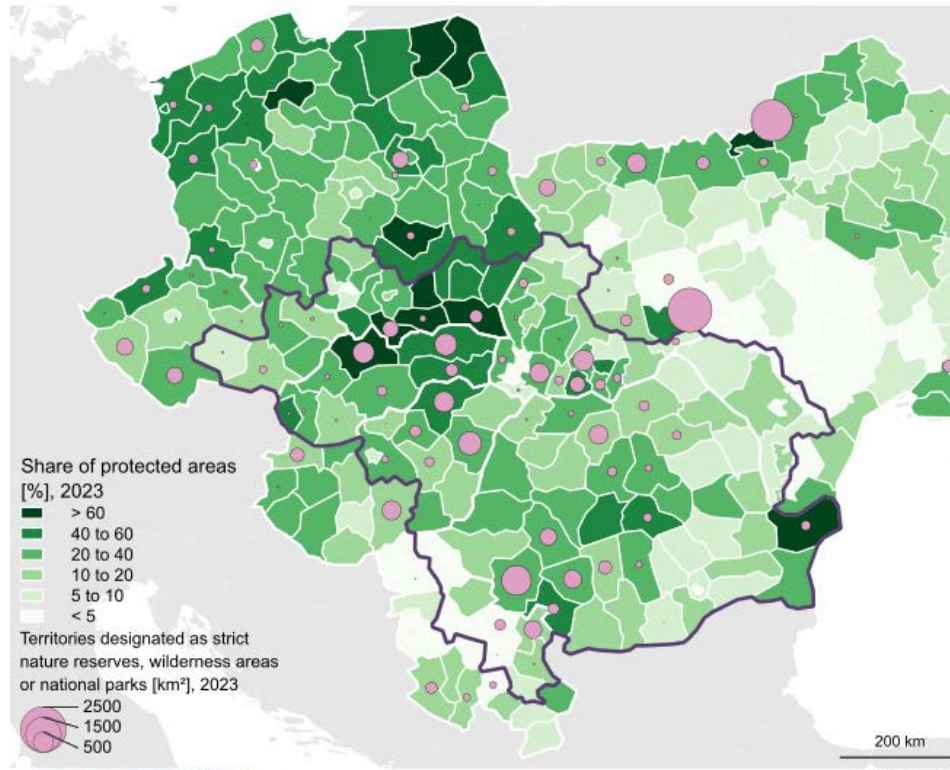 Share of protected areas
[%], 2023
> 60
40 to 60
20 to 40
10 to 20
5 to 10
< 5
Territories designated as strict
nature reserves, wilderness areas
or national parks [km²], 2023
2500
1500
500
200 km